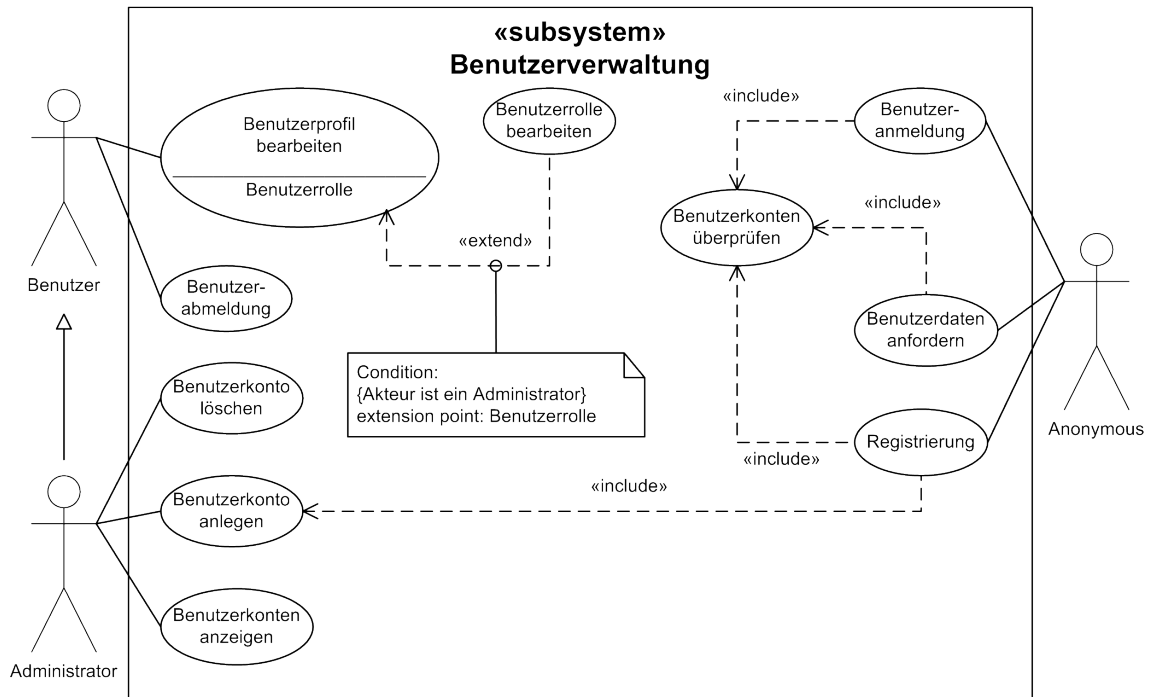 «subsystem»
Benutzerverwaltung
Benutzerprofil
bearbeiten
Benutzerrolle
Benutzerrolle
bearbeiten
«include»
Benutzer-
anmeldung
Benutzerkonten
überprüfen
«include»
«extend»
Benutzer
Benutzer-
abmeldung
Benutzerdaten
anfordern
Condition:
{Akteur ist ein Administrator}
extension point: Benutzerrolle
Benutzerkonto
löschen
Anonymous
Registrierung
«include»
«include»
Benutzerkonto
anlegen
Benutzerkonten
anzeigen
Administrator